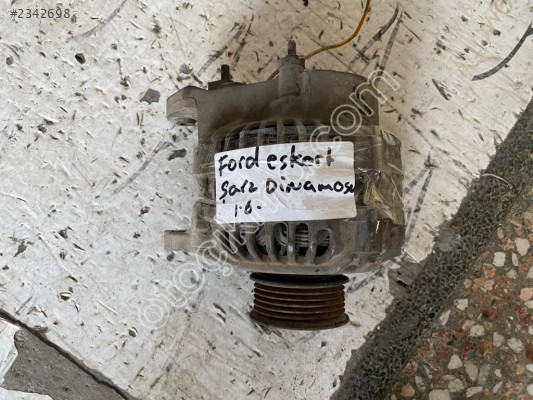 #2342698
Ford eskort
Şarz Dinamosu
1.6.